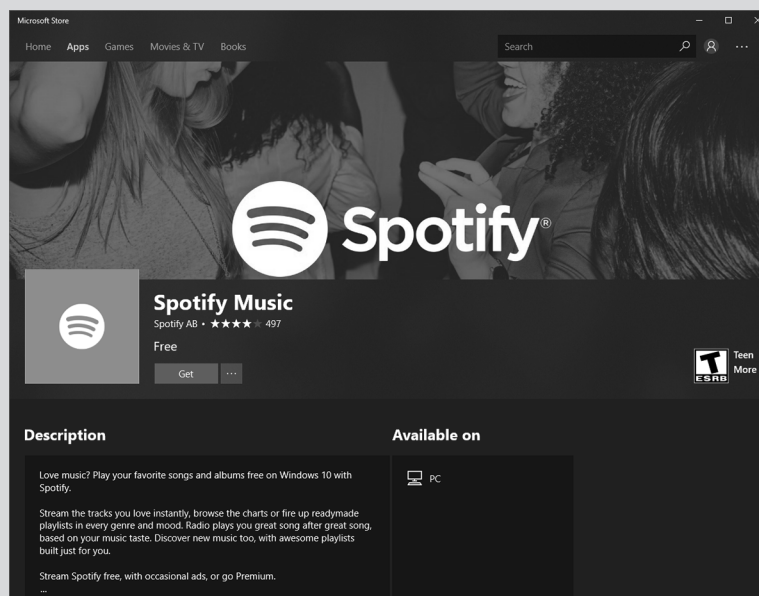 Microsoft Store
Home Apps Games Movies & TV Books Search
Spotify®
Spotify Music
Spotify AB • ★★★★★ 497
Free
Get ...
T
ESRB
Teen
More
Description
Available on
Love music? Play your favorite songs and albums free on Windows 10 with
Spotify.
Stream the tracks you love instantly, browse the charts or fire up readymade
playlists in every genre and mood. Radio plays you great song after great song,
based on your music taste. Discover new music too, with awesome playlists
built just for you.
Stream Spotify free, with occasional ads, or go Premium.
...
PC